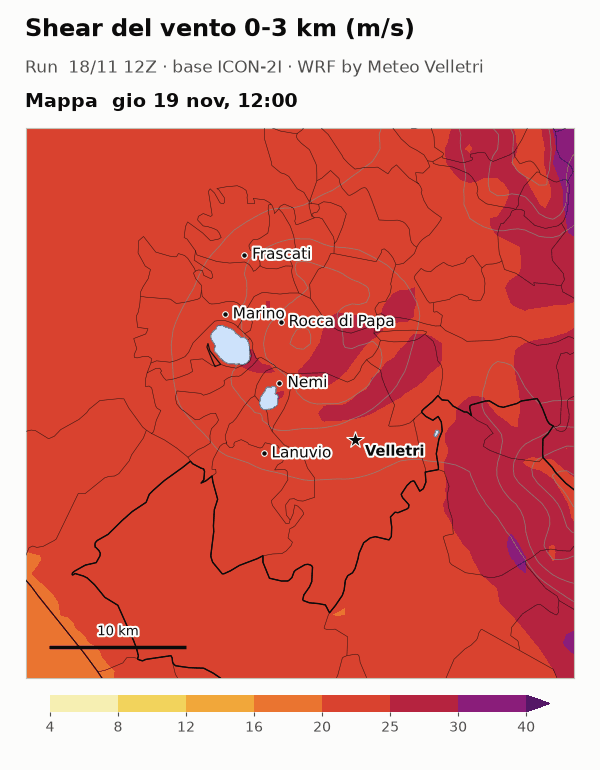 Shear del vento 0-3 km (m/s)
Run  18/11 12Z · base ICON-2I · WRF by Meteo Velletri
Mappa  gio 19 nov, 12:00
Frascati
Marino
Rocca di Papa
Nemi
Velletri
Lanuvio
10 km
4 8 12 16 20 25 30 40